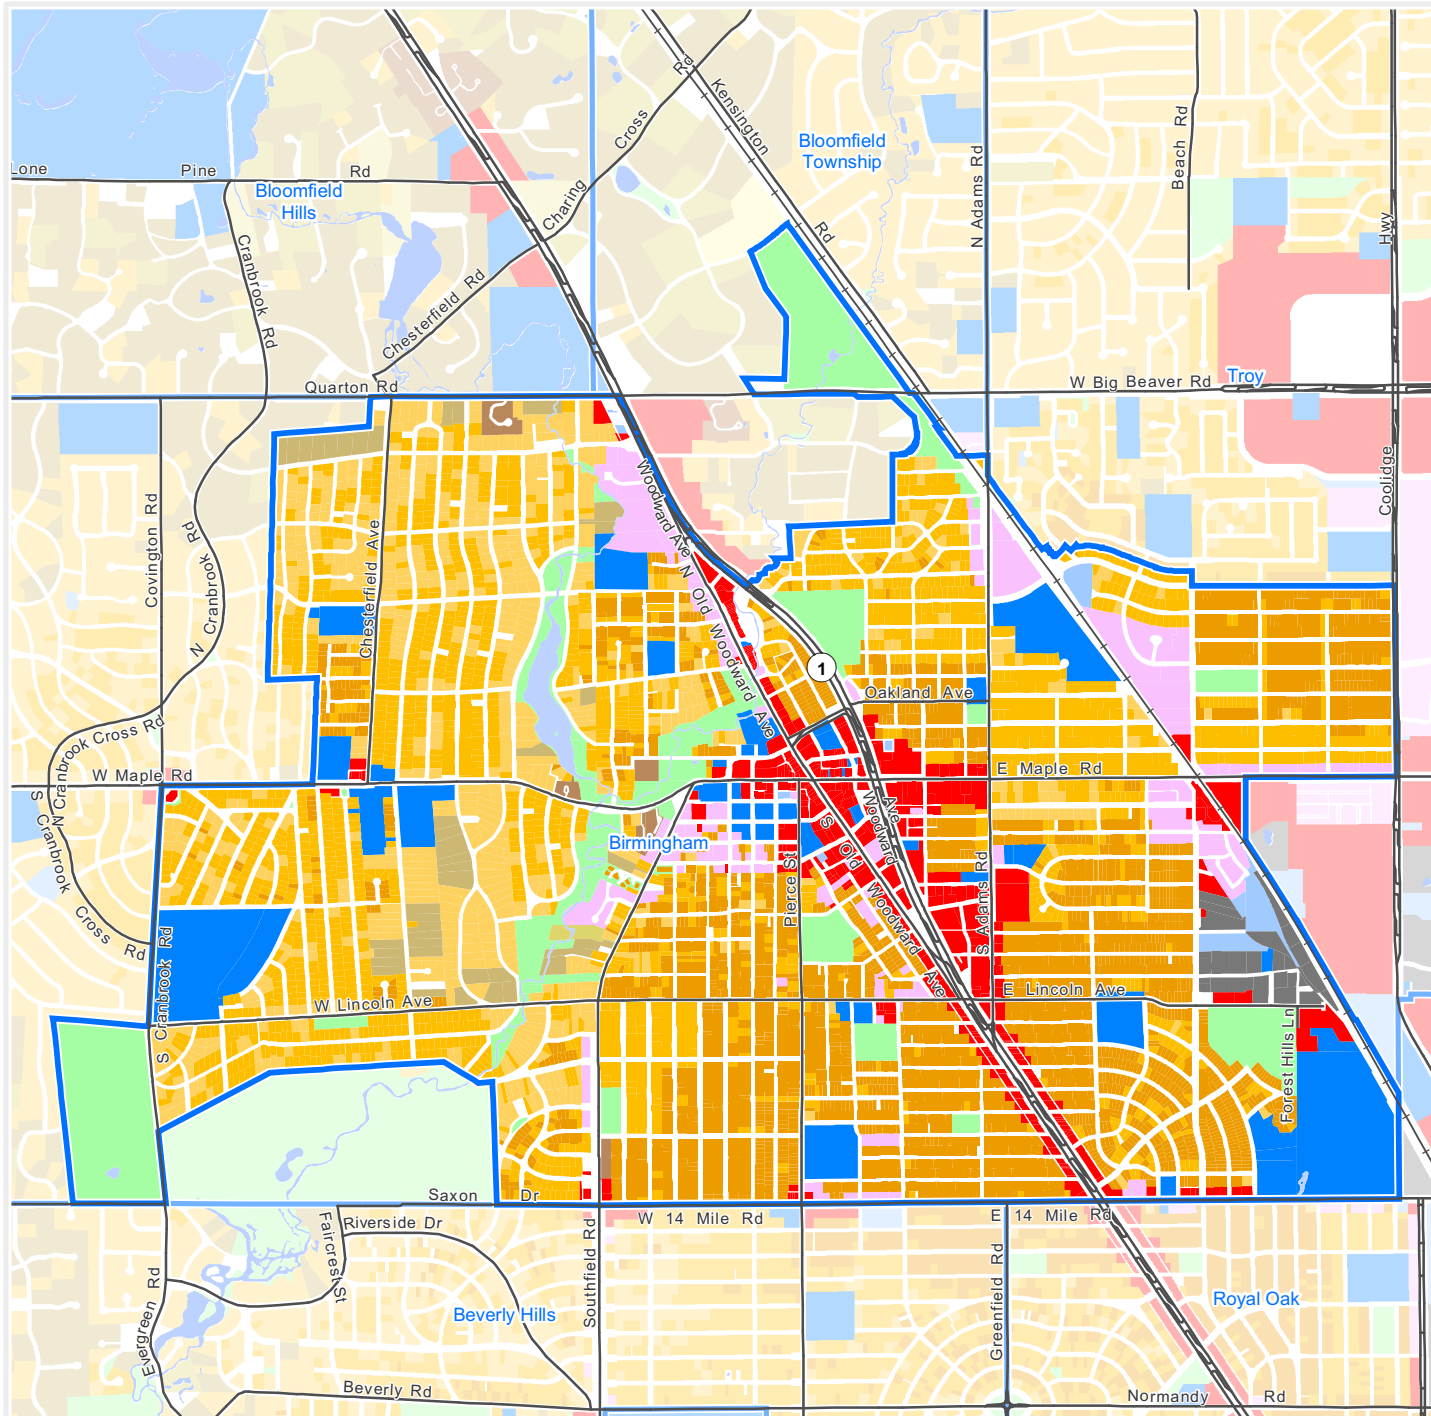 Kensington
Rd
Rd
Cross
Charing
Bloomfield
Township
N Adams Rd
Beach Rd
Hwy
Coolidge
Lone Pine Rd
Bloomfield
Hills
Cranbrook Rd
Chesterfield Rd
Quarton Rd
W Big Beaver Rd
Troy
Covington Rd
N Cranbrook Rd
Chesterfield Ave
Woodward Ave
N Old Woodward Ave
1
Oakland Ave
N Cranbrook Cross Rd
W Maple Rd
E Maple Rd
S Cranbrook Cross Rd
Birmingham
Pierce St
S Old Woodward Ave
Woodward Ave
S Adams Rd
S Cranbrook Rd
W Lincoln Ave
E Lincoln Ave
Forest Hills Ln
Saxon Dr
Riverside Dr
Faircrest St
W 14 Mile Rd
E 14 Mile Rd
Evergreen Rd
Beverly Hills
Southfield Rd
Greenfield Rd
Royal Oak
Beverly Rd
Normandy Rd